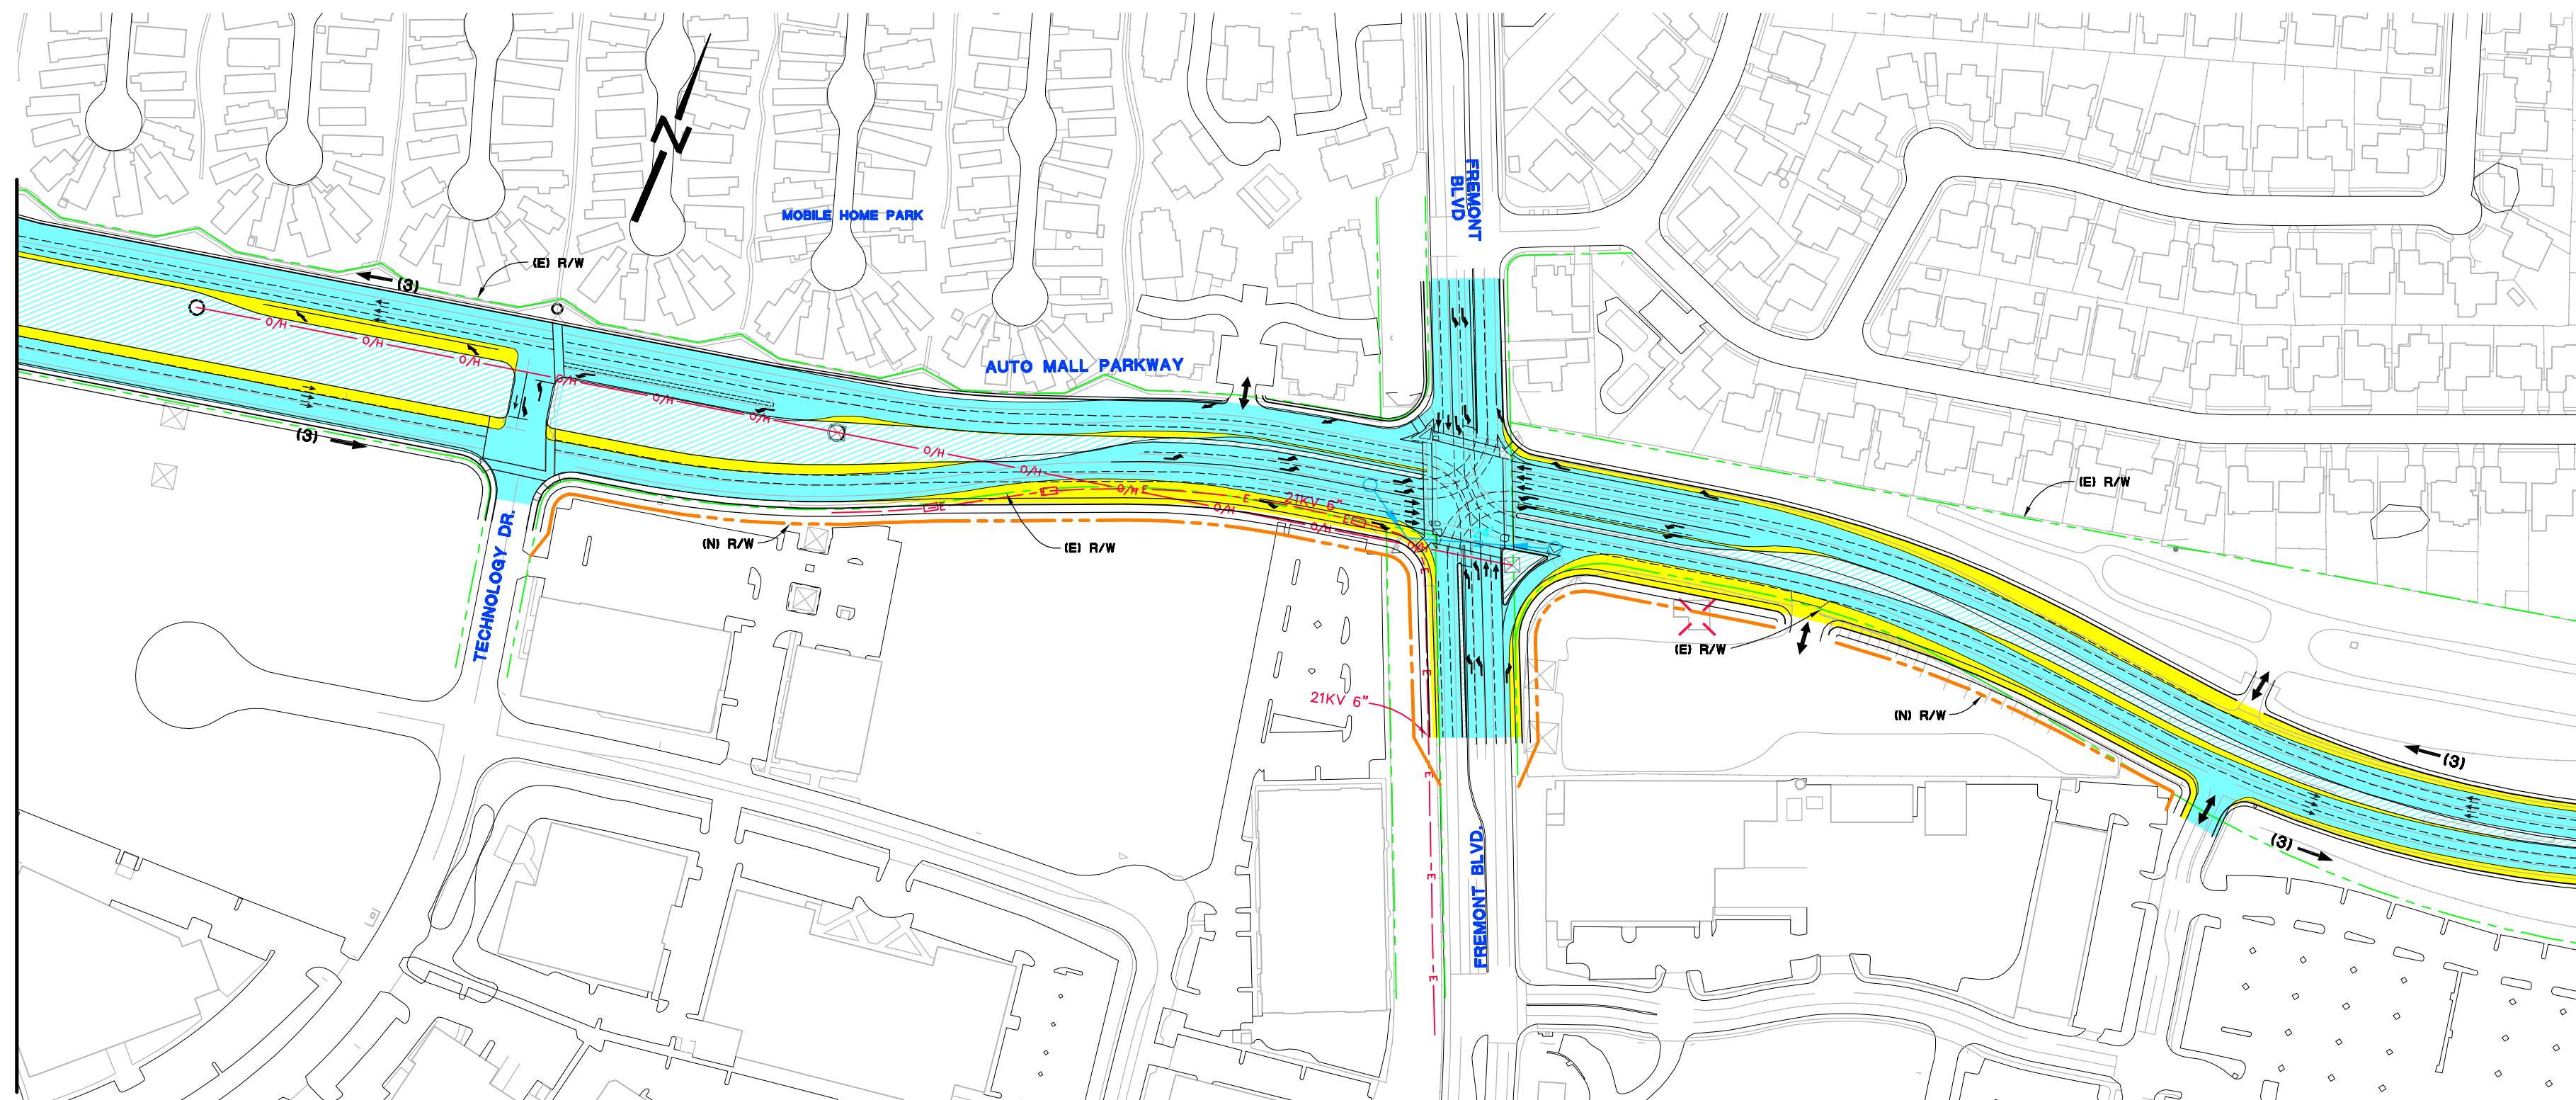 FREMONT
BLVD
N
MOBILE HOME PARK
(E) R/W
(3)
O/H
O/H
O/H
O/H
O/H
O/H
O/H
O/H
O/H
O/H
O/H
O/H
AUTO MALL PARKWAY
(3)
(E) R/W
21KV 6"
E
E
E
E
(N) R/W
(E) R/W
TECHNOLOGY DR.
(E) R/W
21KV 6"
E
E
E
E
E
(N) R/W
(3)
(3)
FREMONT BLVD.